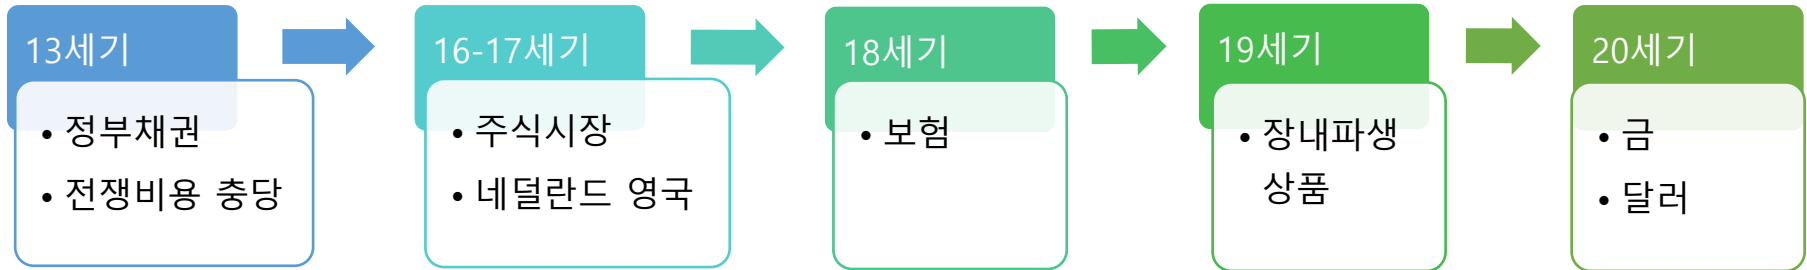 13세기
• 정부채권
• 전쟁비용 충당
16-17세기
• 주식시장
• 네덜란드 영국
18세기
• 보험
19세기
• 장내파생
상품
20세기
• 금
• 달러